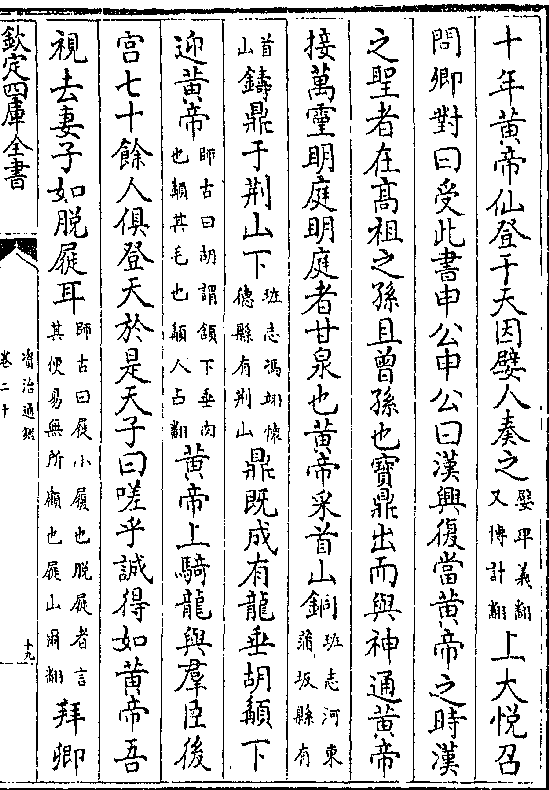 十年黄帝仙登于天因嬖人奏之嬖卑義翻又博計翻上大悅召
問卿對曰受此書申公申公曰漢興復當黄帝之時漢
之聖者在髙祖之孫且曾孫也寶鼎出而與神通黄帝
接萬靈明庭明庭者甘泉也黄帝采首山銅班志河東蒲坂縣有
首山鑄鼎于荆山下班志馮翊懷德縣有荆山鼎既成有龍垂胡䫇下
迎黄帝師古曰胡謂頷下垂肉也䫇其毛也䫇人占翻黄帝上騎龍與羣臣後
宮七十餘人俱登天於是天子曰嗟乎誠得如黄帝吾
視去妻子如脱屣耳師古曰屣小履也脱屣者言其便易無所顧也屣山爾翻拜卿
欽定四庫全書
資治通鑑
卷二十
十九